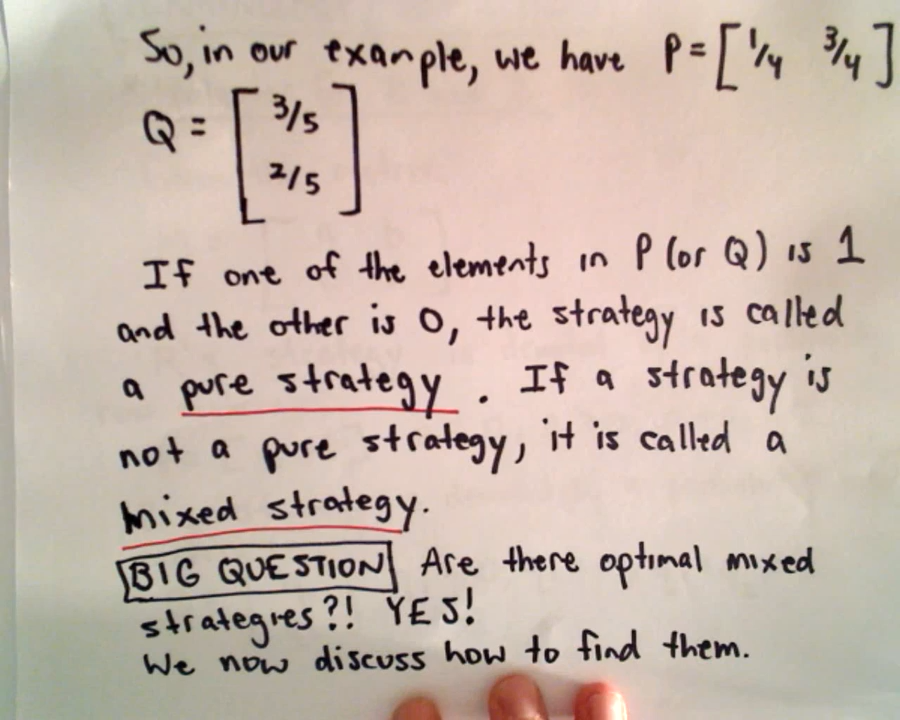 So, in our example, we have P = [ 1/4 3/4 ]
Q = [ 3/5
2/5 ]
If one of the elements in P (or Q) is 1
and the other is 0, the strategy is called
a pure strategy. If a strategy is
not a pure strategy, it is called a
mixed strategy.
BIG QUESTION Are there optimal mixed
strategies?! YES!
We now discuss how to find them.